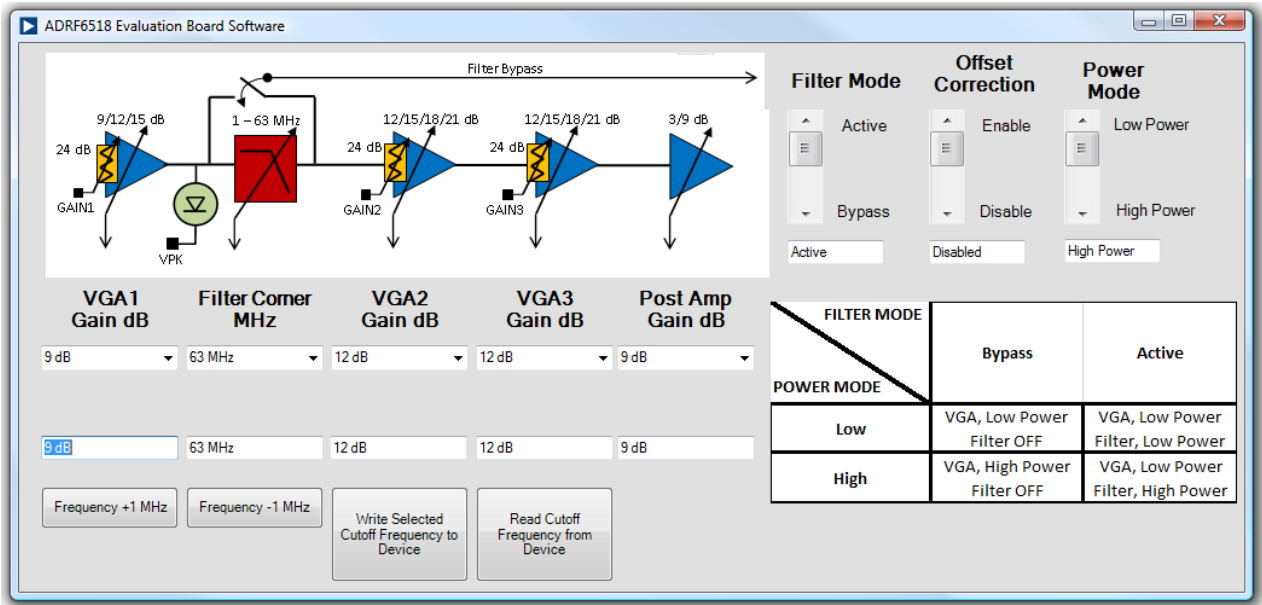 ADRF6518 Evaluation Board Software
Filter Bypass
9/12/15 dB
1 – 63 MHz
12/15/18/21 dB
12/15/18/21 dB
3/9 dB
24 dB
24 dB
24 dB
GAIN1
GAIN2
GAIN3
VPK
Filter Mode
Active
Bypass
Active
Offset
Correction
Enable
Disable
Disabled
Power
Mode
Low Power
High Power
High Power
VGA1
Gain dB
9 dB
9 dB
Filter Corner
MHz
63 MHz
63 MHz
VGA2
Gain dB
12 dB
12 dB
VGA3
Gain dB
12 dB
12 dB
Post Amp
Gain dB
9 dB
9 dB
Frequency +1 MHz
Frequency -1 MHz
Write Selected
Cutoff Frequency to
Device
Read Cutoff
Frequency from
Device
FILTER MODE
POWER MODE
Bypass
Active
Low
VGA, Low Power
Filter OFF
VGA, Low Power
Filter, Low Power
High
VGA, High Power
Filter OFF
VGA, Low Power
Filter, High Power